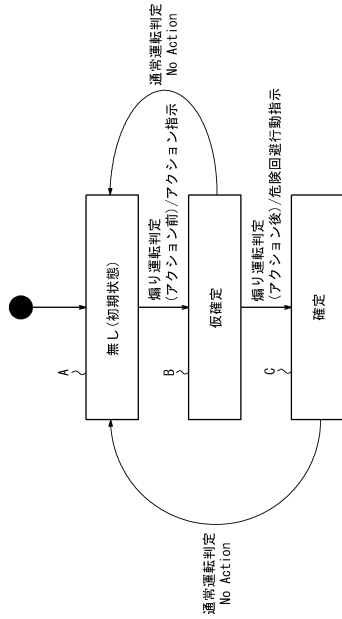 A
無し(初期状態)
通常運転判定
No Action
煽り運転判定
(アクション前)/アクション指示
B
仮確定
煽り運転判定
(アクション後)/危険回避行動指示
C
確定
通常運転判定
No Action